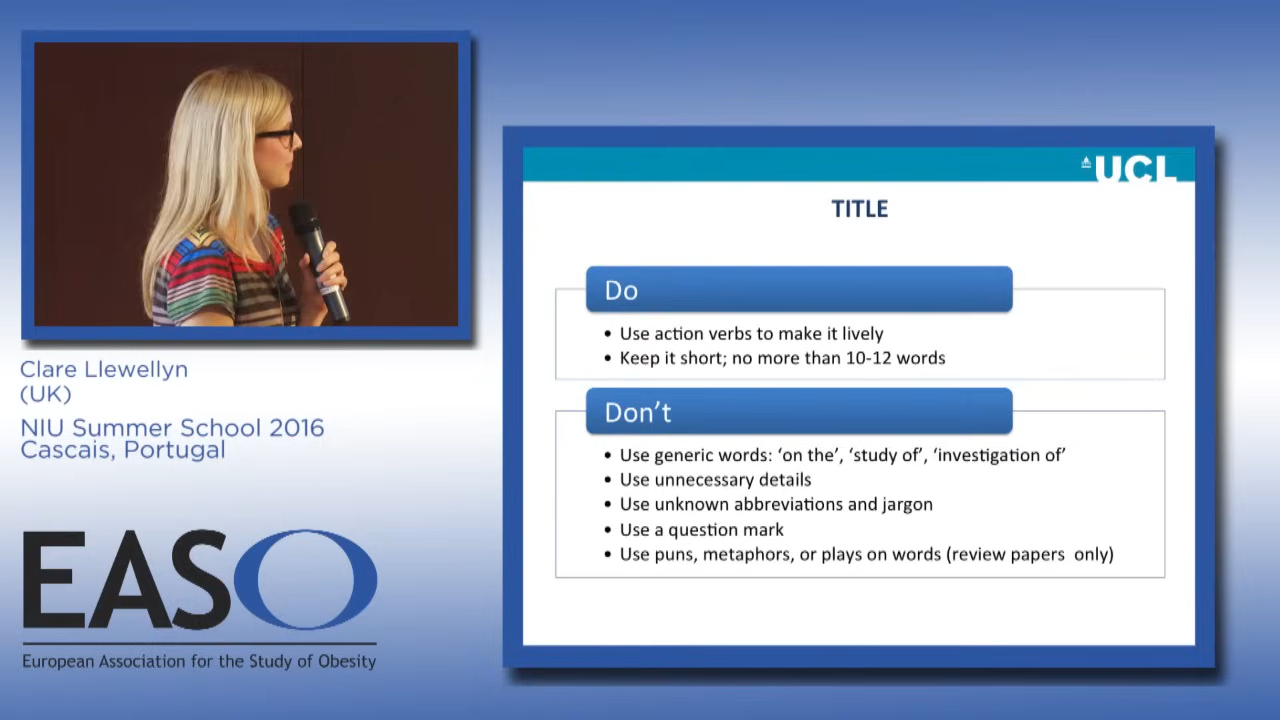 Clare Llewellyn
(UK)
NIU Summer School 2016
Cascais, Portugal
EASO
European Association for the Study of Obesity
UCL
TITLE
Do
• Use action verbs to make it lively
• Keep it short; no more than 10-12 words
Don’t
• Use generic words: ‘on the’, ‘study of’, ‘investigation of’
• Use unnecessary details
• Use unknown abbreviations and jargon
• Use a question mark
• Use puns, metaphors, or plays on words (review papers  only)